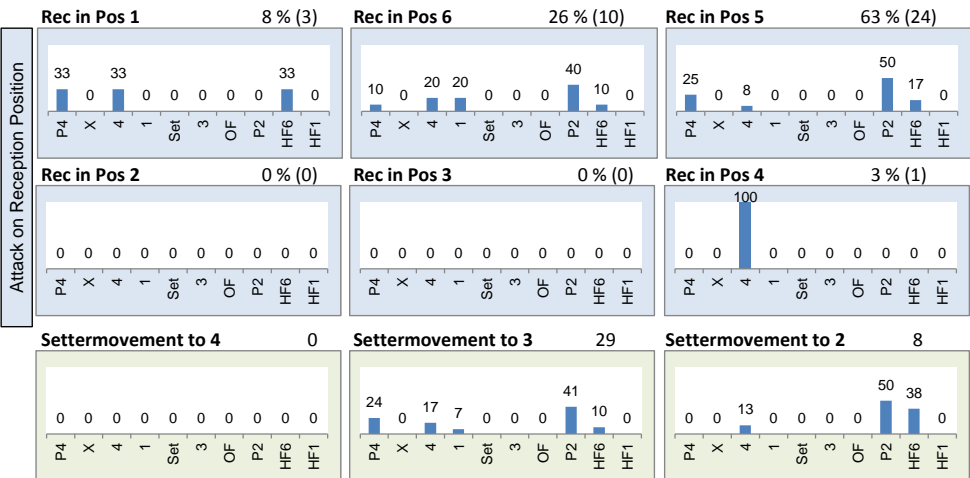 Attack on Reception Position
Rec in Pos 1 8 % (3)
33 0 33 0 0 0 0 0 33 0
P4 X 4 1 Set 3 OF P2 HF6 HF1
Rec in Pos 6 26 % (10)
10 0 20 20 0 0 0 40 10 0
P4 X 4 1 Set 3 OF P2 HF6 HF1
Rec in Pos 5 63 % (24)
25 0 8 0 0 0 0 50 17 0
P4 X 4 1 Set 3 OF P2 HF6 HF1
Rec in Pos 2 0 % (0)
0 0 0 0 0 0 0 0 0 0
P4 X 4 1 Set 3 OF P2 HF6 HF1
Rec in Pos 3 0 % (0)
0 0 0 0 0 0 0 0 0 0
P4 X 4 1 Set 3 OF P2 HF6 HF1
Rec in Pos 4 3 % (1)
0 0 100 0 0 0 0 0 0 0
P4 X 4 1 Set 3 OF P2 HF6 HF1
Settermovement to 4 0
0 0 0 0 0 0 0 0 0 0
P4 X 4 1 Set 3 OF P2 HF6 HF1
Settermovement to 3 29
24 0 17 7 0 0 0 41 10 0
P4 X 4 1 Set 3 OF P2 HF6 HF1
Settermovement to 2 8
0 0 13 0 0 0 0 50 38 0
P4 X 4 1 Set 3 OF P2 HF6 HF1